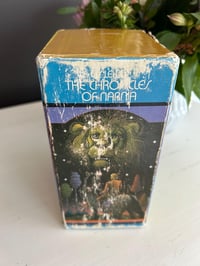 THE CHRONICLES
OF NARNIA